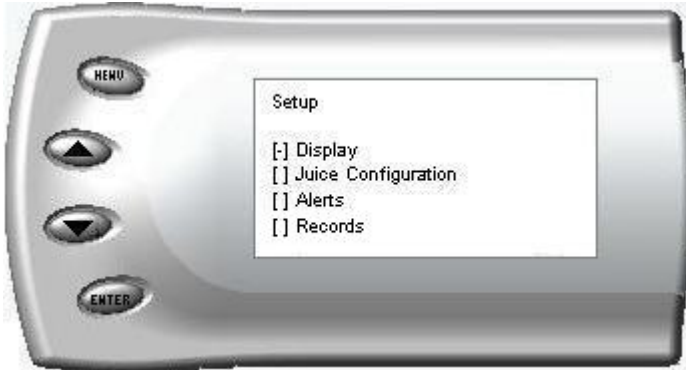 MENU
Setup
[-] Display
[ ] Juice Configuration
[ ] Alerts
[ ] Records
ENTER